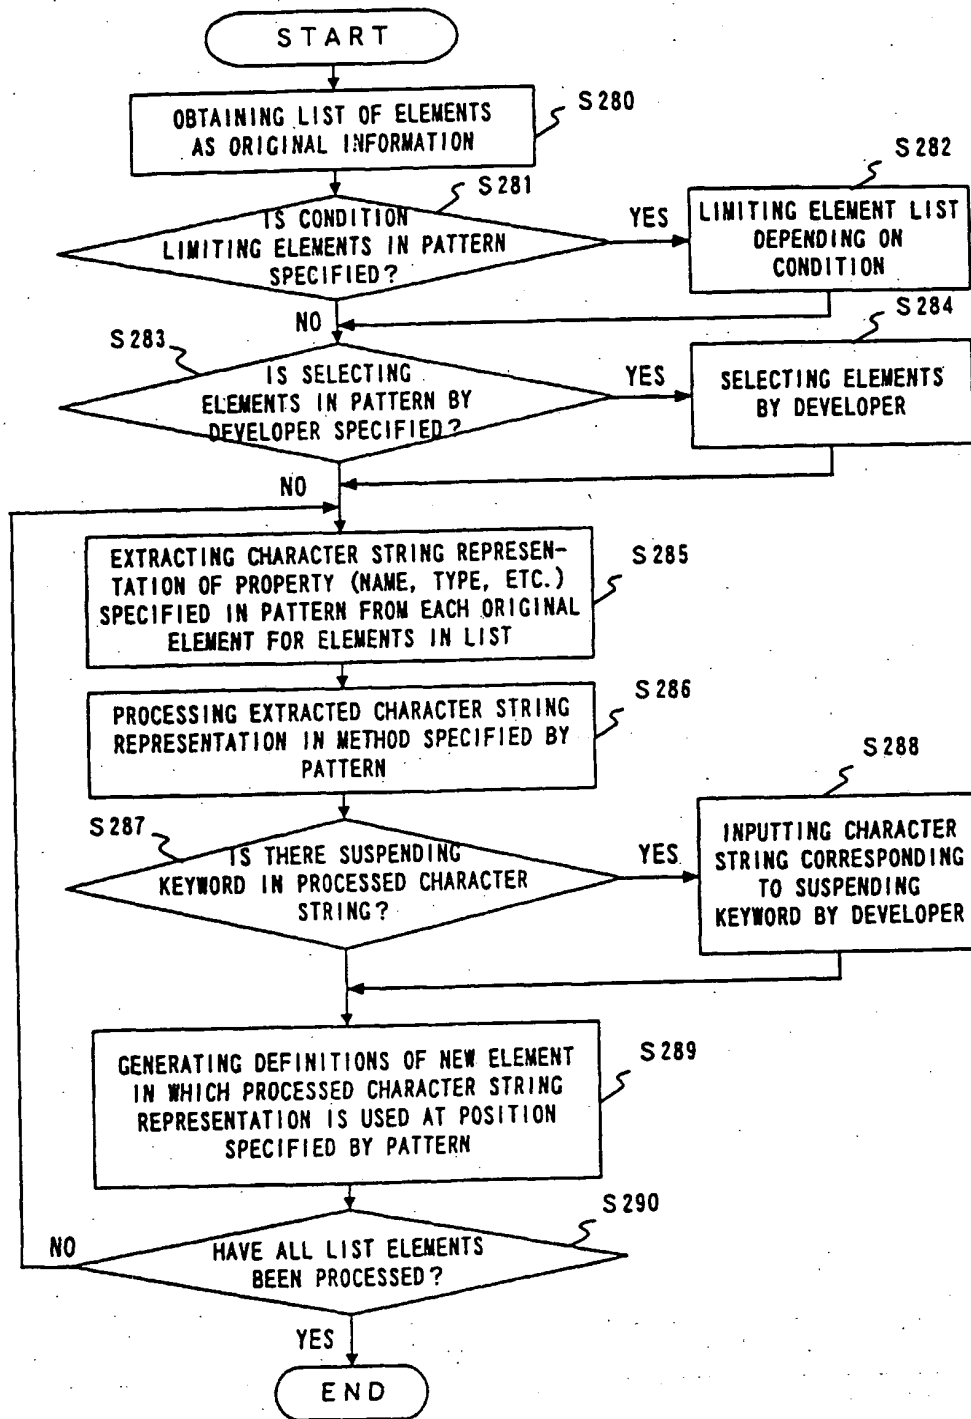 START
OBTAINING LIST OF ELEMENTS
AS ORIGINAL INFORMATION
S280
S281
IS CONDITION
LIMITING ELEMENTS IN PATTERN
SPECIFIED?
YES
S282
LIMITING ELEMENT LIST
DEPENDING ON
CONDITION
NO
S283
IS SELECTING
ELEMENTS IN PATTERN BY
DEVELOPER SPECIFIED?
YES
S284
SELECTING ELEMENTS
BY DEVELOPER
NO
EXTRACTING CHARACTER STRING REPRESEN-
TATION OF PROPERTY (NAME, TYPE, ETC.)
SPECIFIED IN PATTERN FROM EACH ORIGINAL
ELEMENT FOR ELEMENTS IN LIST
S285
PROCESSING EXTRACTED CHARACTER STRING
REPRESENTATION IN METHOD SPECIFIED BY
PATTERN
S286
S287
IS THERE SUSPENDING
KEYWORD IN PROCESSED CHARACTER
STRING?
YES
S288
INPUTTING CHARACTER
STRING CORRESPONDING
TO SUSPENDING
KEYWORD BY DEVELOPER
GENERATING DEFINITIONS OF NEW ELEMENT
IN WHICH PROCESSED CHARACTER STRING
REPRESENTATION IS USED AT POSITION
SPECIFIED BY PATTERN
S289
S290
HAVE ALL LIST ELEMENTS
BEEN PROCESSED?
NO
YES
END